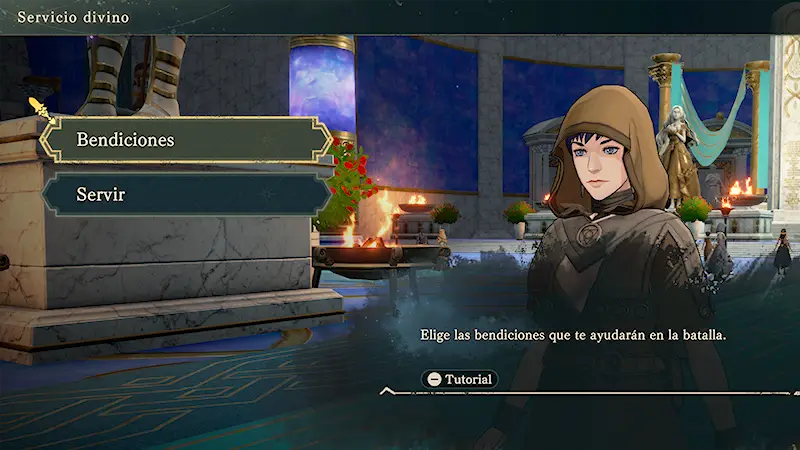 Servicio divino
Bendiciones
Servir
Elige las bendiciones que te ayudarán en la batalla.
Tutorial